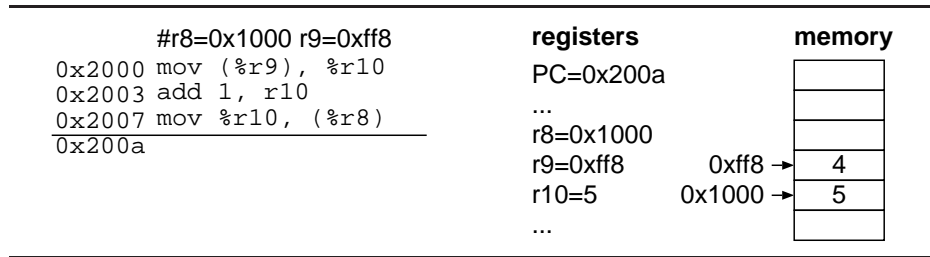 #r8=0x1000 r9=0xff8
0x2000 mov (%r9), %r10
0x2003 add 1, r10
0x2007 mov %r10, (%r8)
0x200a
registers
PC=0x200a
...
r8=0x1000
r9=0xff8
r10=5
...
memory
0xff8 → 4
0x1000 → 5